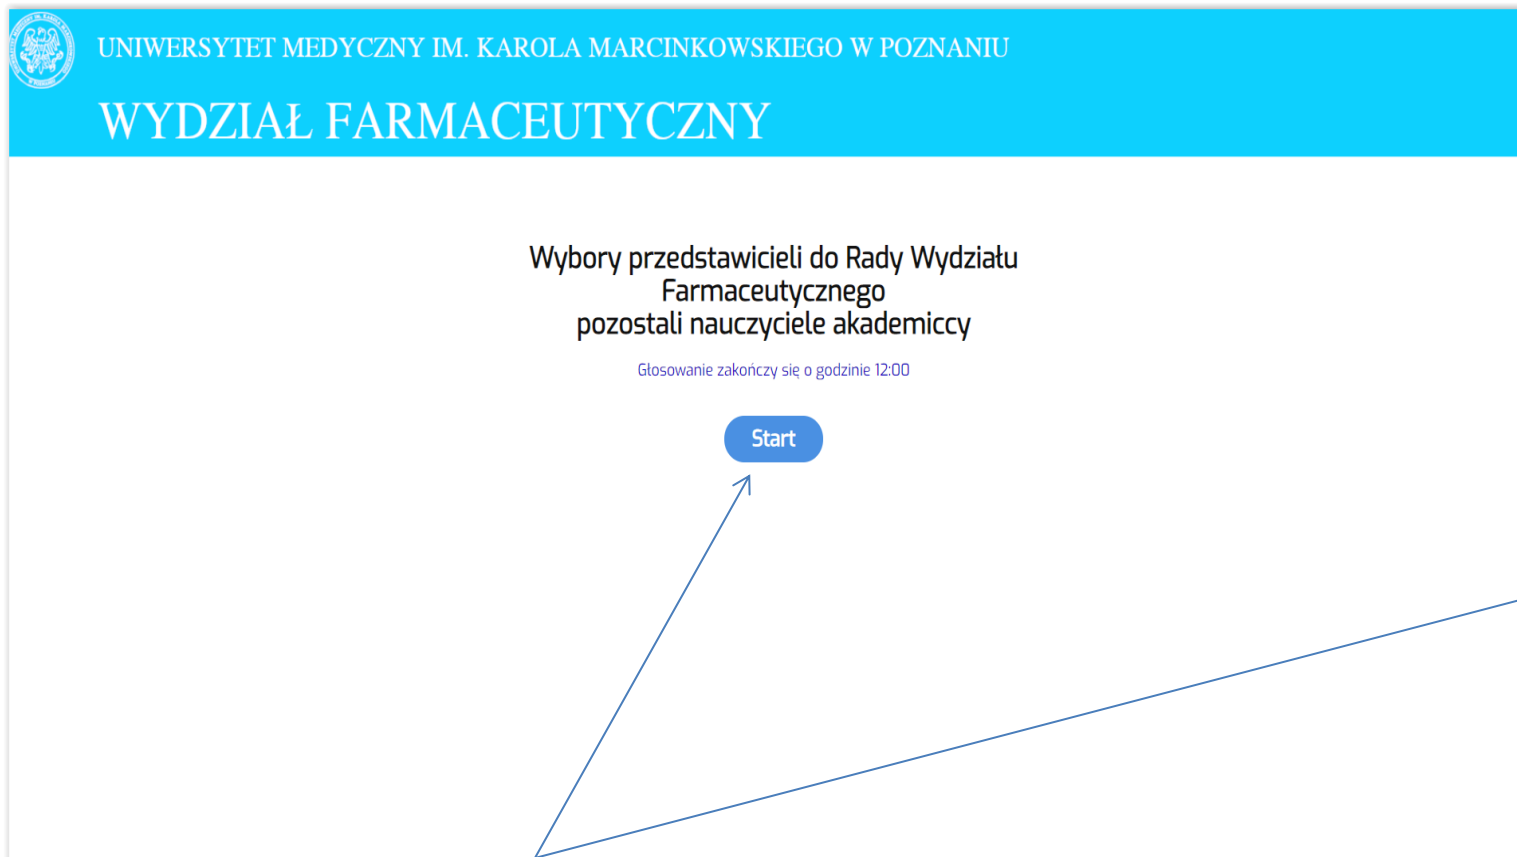 UNIWERSYTET MEDYCZNY IM. KAROLA MARCINKOWSKIEGO W POZNANIU
WYDZIAŁ FARMACEUTYCZNY
Wybory przedstawicieli do Rady Wydziału
Farmaceutycznego
pozostali nauczyciele akademiccy
Głosowanie zakończy się o godzinie 12:00
Start